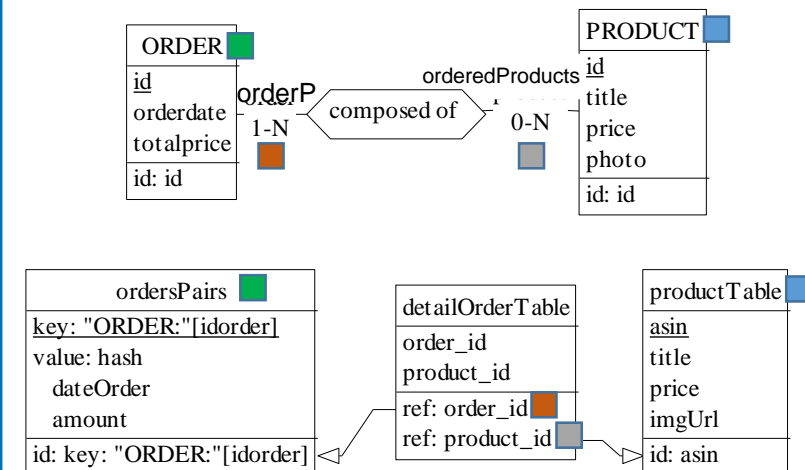 ORDER
id
orderdate
totalprice
id: id
orderP
1-N
composed of
orderedProducts
0-N
PRODUCT
id
title
price
photo
id: id
ordersPairs
key: "ORDER:"[idorder]
value: hash
dateOrder
amount
id: key: "ORDER:"[idorder]
detailOrderTable
order_id
product_id
ref: order_id
ref: product_id
productTable
asin
title
price
imgUrl
id: asin